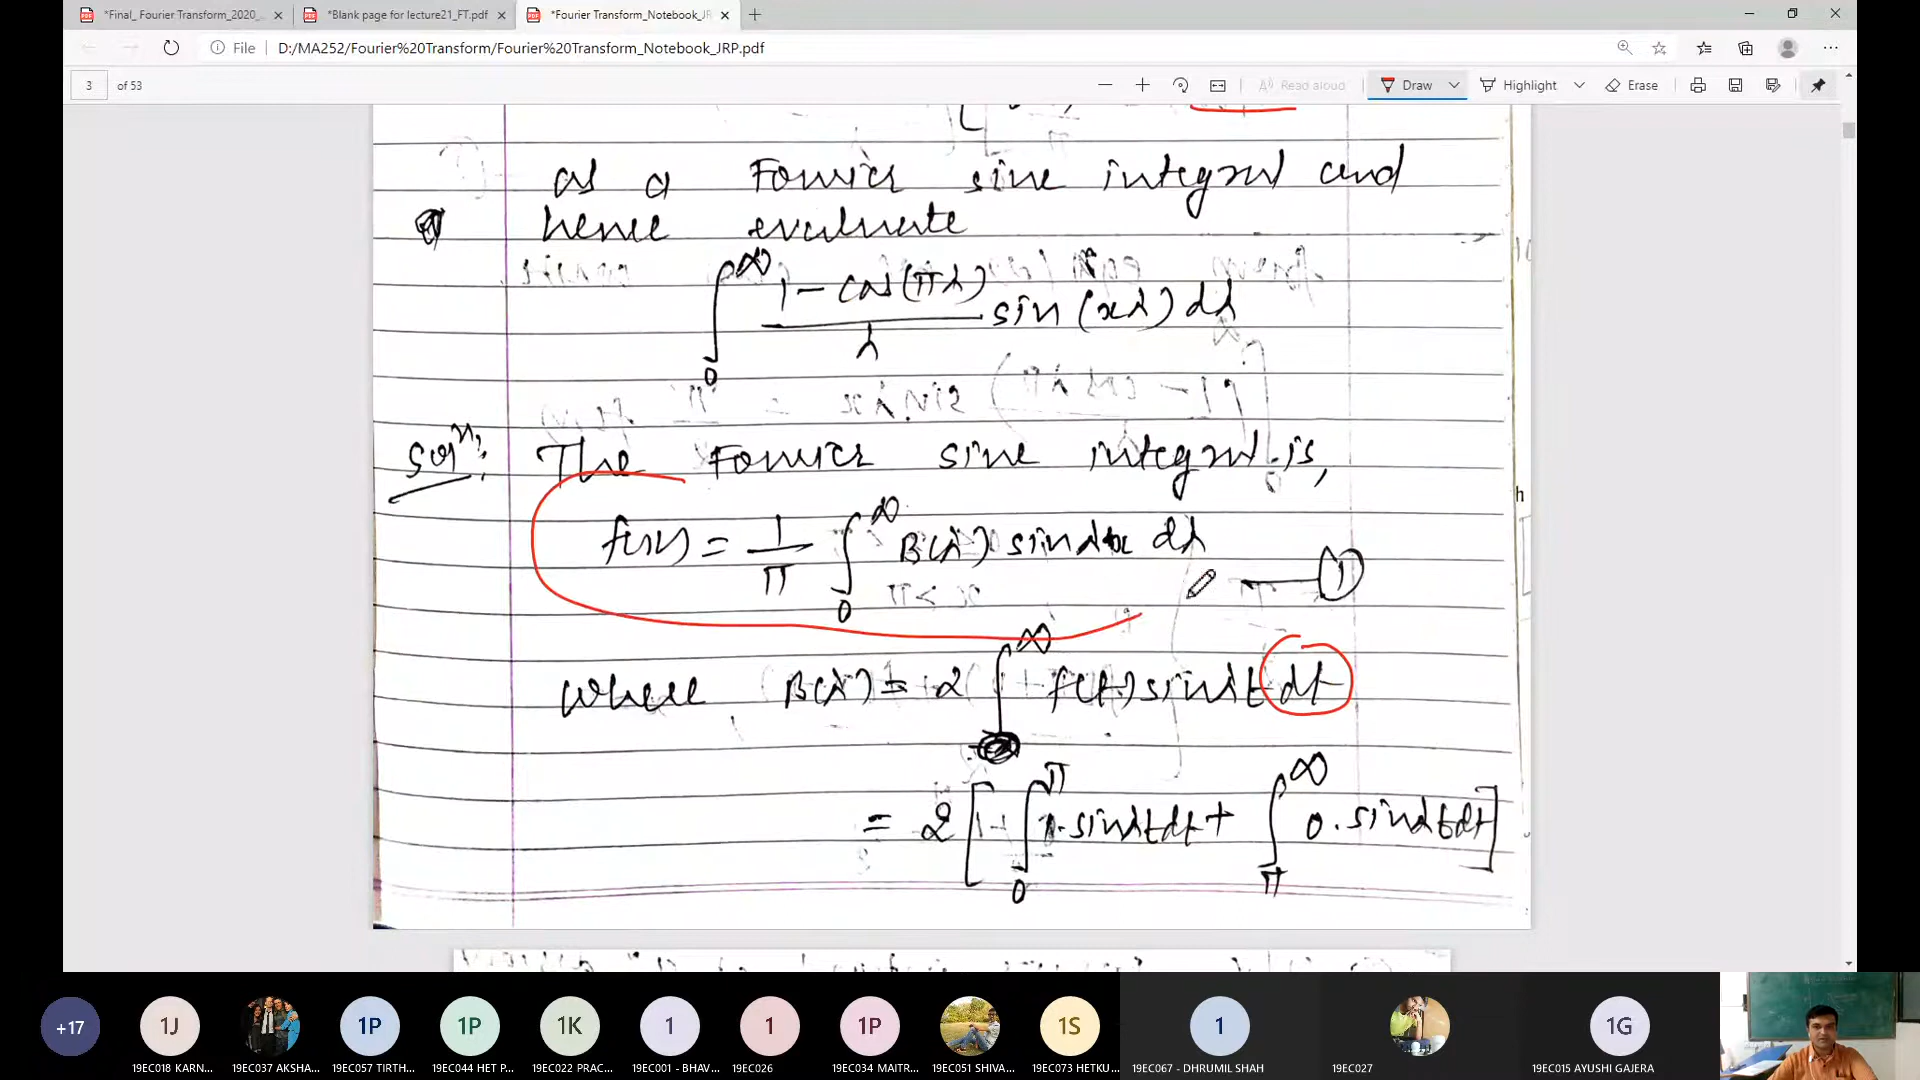 *Final_ Fourier Transform_2020_
*Blank page for lecture21_FT.pdf
*Fourier Transform_Notebook_JR
File D:/MA252/Fourier%20Transform/Fourier%20Transform_Notebook_JRP.pdf
3 of 53
Read aloud Draw Highlight Erase
as a Fourier sine integral and
hence evaluate
∫₀^∞ (1 - cos(πλ))/λ sin(xλ) dλ
Solⁿ: The Fourier sine integral is,
f(x) = 1/π ∫₀^∞ B(λ) sinλx dλ — ①
where B(λ) = 2 ∫^∞ f(t) sinλt dt
= 2 [ ∫₀^π 1·sinλt dt + ∫_π^∞ 0·sinλt dt ]
+17 1J 1P 1P 1K 1 1 1P 1S 1 1G
19EC018 KARN... 19EC037 AKSHA... 19EC057 TIRTH... 19EC044 HET P... 19EC022 PRAC... 19EC001 - BHAV... 19EC026 19EC034 MAITR... 19EC051 SHIVA... 19EC073 HETKU... 19EC067 - DHRUMIL SHAH 19EC027 19EC015 AYUSHI GAJERA